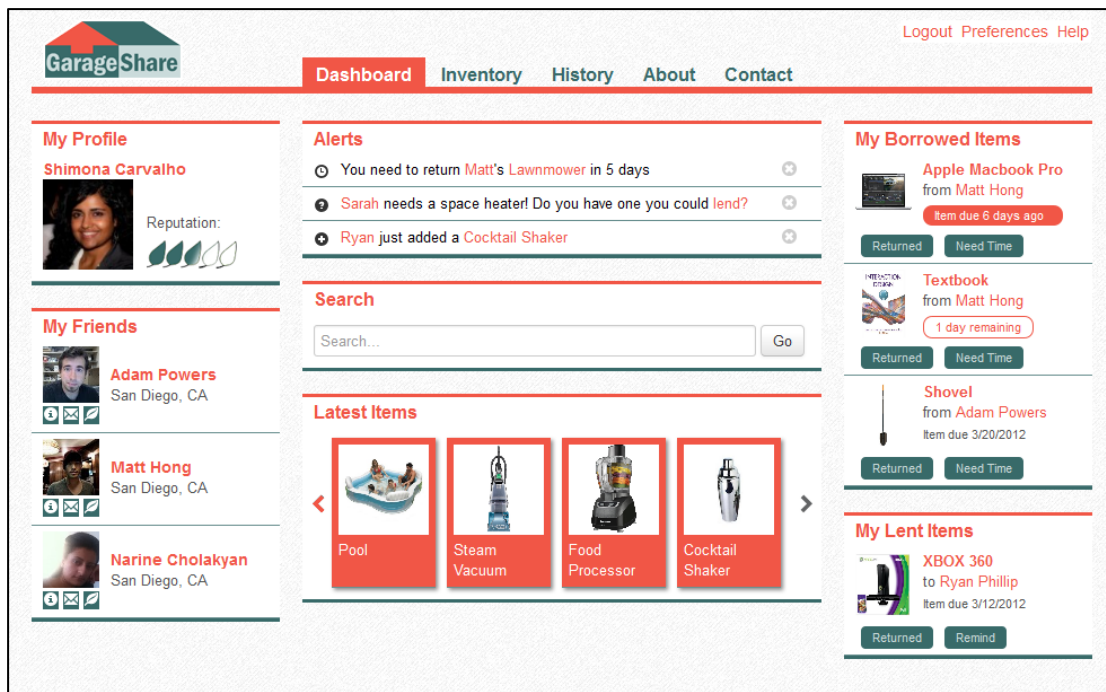 Logout Preferences Help
GarageShare
Dashboard Inventory History About Contact
My Profile
Shimona Carvalho
Reputation:
My Friends
Adam Powers
San Diego, CA
Matt Hong
San Diego, CA
Narine Cholakyan
San Diego, CA
Alerts
You need to return Matt's Lawnmower in 5 days
Sarah needs a space heater! Do you have one you could lend?
Ryan just added a Cocktail Shaker
Search
Search...
Go
Latest Items
Pool
Steam
Vacuum
Food
Processor
Cocktail
Shaker
My Borrowed Items
Apple Macbook Pro
from Matt Hong
Item due 6 days ago
Returned Need Time
INTERACTION
DESIGN
Textbook
from Matt Hong
1 day remaining
Returned Need Time
Shovel
from Adam Powers
Item due 3/20/2012
Returned Need Time
My Lent Items
XBOX 360
to Ryan Phillip
Item due 3/12/2012
Returned Remind